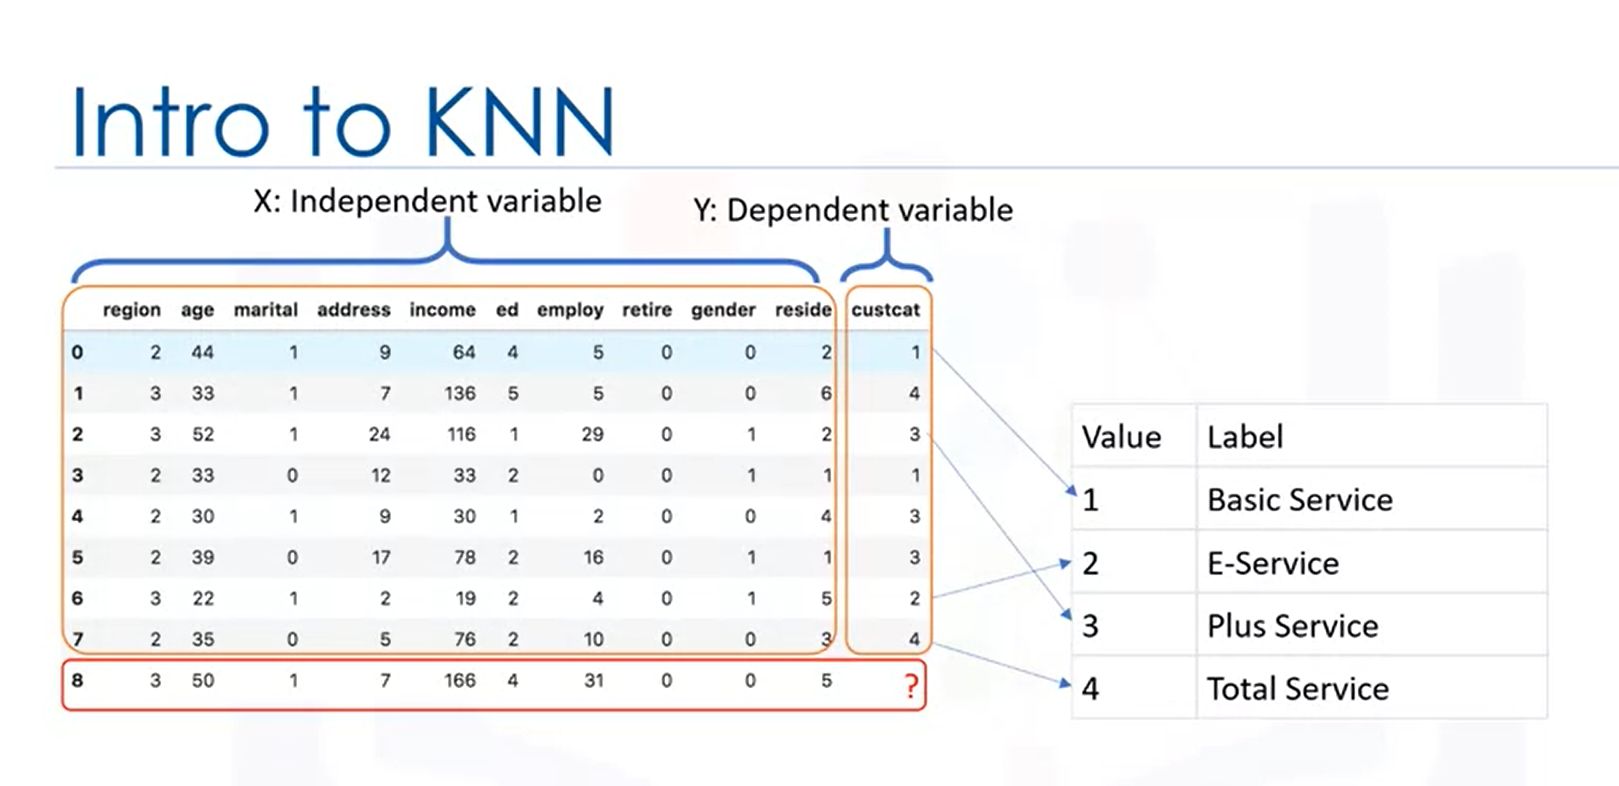 Intro to KNN
X: Independent variable
Y: Dependent variable
region age marital address income ed employ retire gender reside custcat
0 2 44 1 9 64 4 5 0 0 2 1
1 3 33 1 7 136 5 5 0 0 6 4
2 3 52 1 24 116 1 29 0 1 2 3
3 2 33 0 12 33 2 0 0 1 1 1
4 2 30 1 9 30 1 2 0 0 4 3
5 2 39 0 17 78 2 16 0 1 1 3
6 3 22 1 2 19 2 4 0 1 5 2
7 2 35 0 5 76 2 10 0 0 3 4
8 3 50 1 7 166 4 31 0 0 5 ?
Value Label
1 Basic Service
2 E-Service
3 Plus Service
4 Total Service